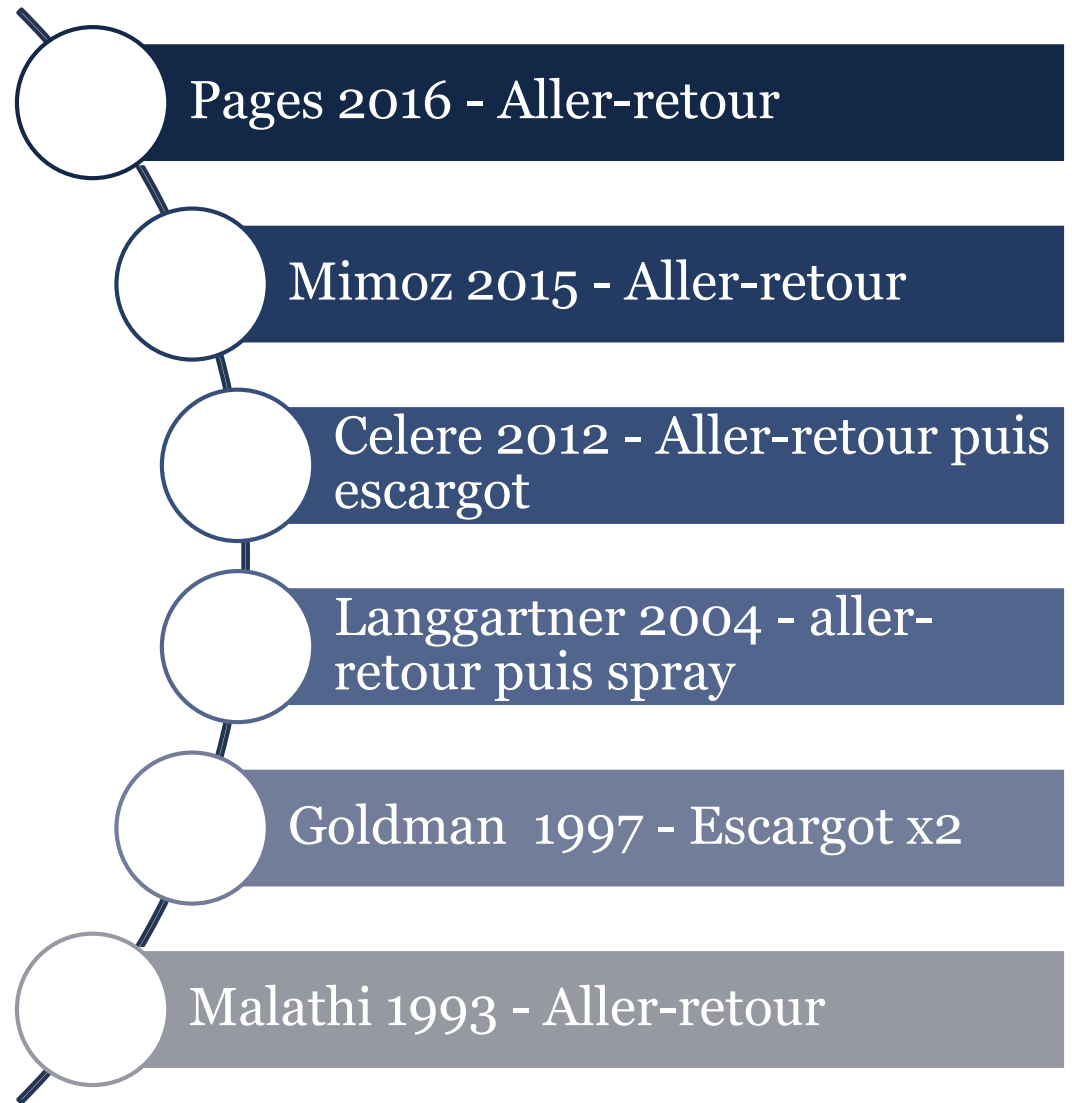 Pages 2016 - Aller-retour
Mimoz 2015 - Aller-retour
Celere 2012 - Aller-retour puis
escargot
Langgartner 2004 - aller-
retour puis spray
Goldman  1997 - Escargot x2
Malathi 1993 - Aller-retour